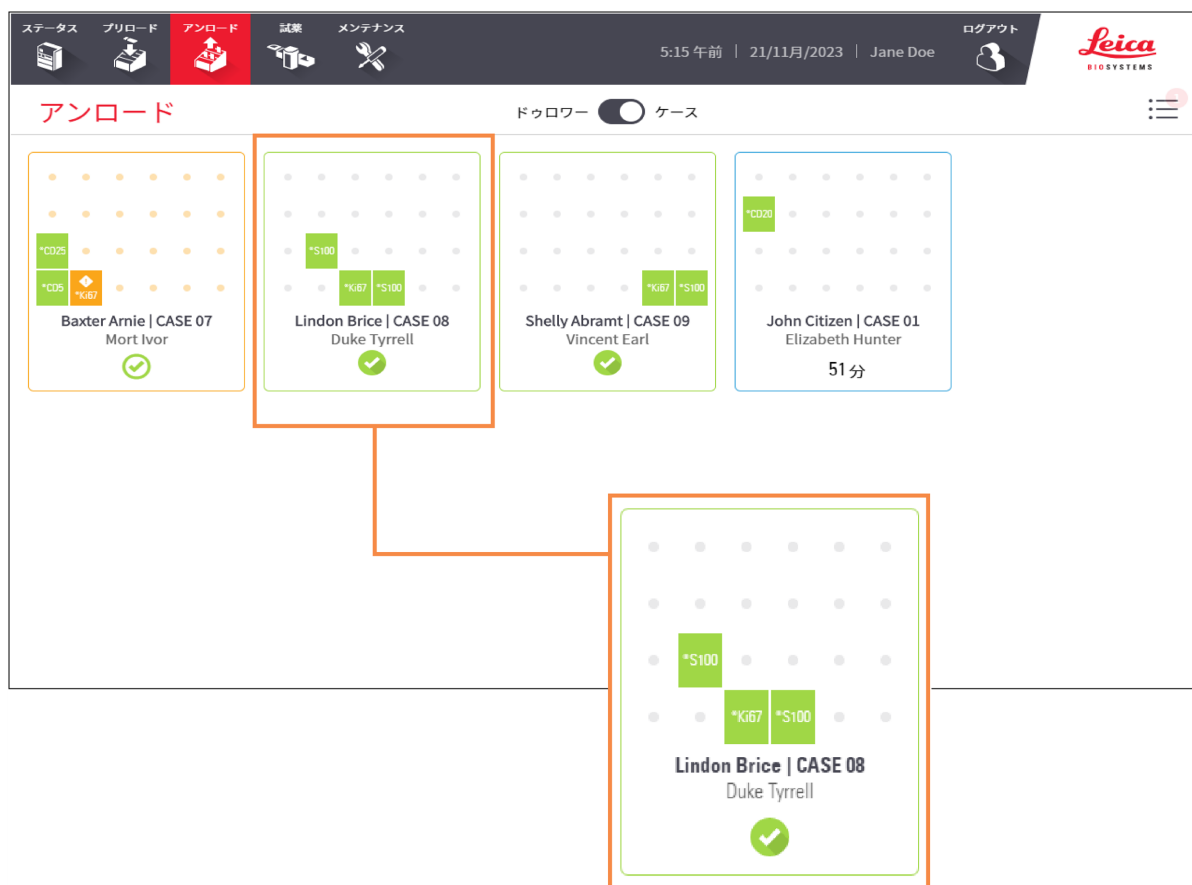 ステータス プリロード アンロード 試薬 メンテナンス
5:15 午前 | 21/11月/2023 | Jane Doe
ログアウト
Leica
BIOSYSTEMS
アンロード
ドゥロワー ケース
*CD25
*CD5 *Ki67
Baxter Arnie | CASE 07
Mort Ivor
*S100
*Ki67 *S100
Lindon Brice | CASE 08
Duke Tyrrell
*Ki67 *S100
Shelly Abramt | CASE 09
Vincent Earl
*CD20
John Citizen | CASE 01
Elizabeth Hunter
51 分
*S100
*Ki67 *S100
Lindon Brice | CASE 08
Duke Tyrrell